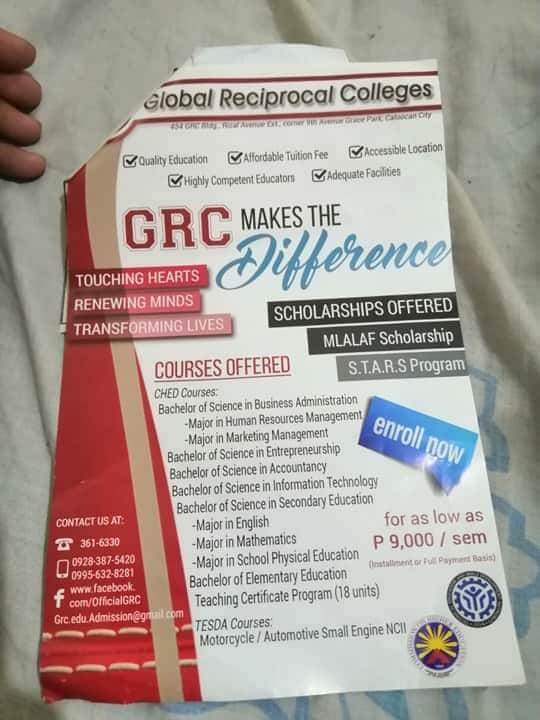 Global Reciprocal Colleges
454 GRC Bldg., Rizal Avenue Ext., corner 9th Avenue Grace Park, Caloocan City
Quality Education
Affordable Tuition Fee
Accessible Location
Highly Competent Educators
Adequate Facilities
GRC MAKES THE
Difference
TOUCHING HEARTS
RENEWING MINDS
TRANSFORMING LIVES
SCHOLARSHIPS OFFERED
MLALAF Scholarship
S.T.A.R.S Program
COURSES OFFERED
CHED Courses:
Bachelor of Science in Business Administration
-Major in Human Resources Management
-Major in Marketing Management
Bachelor of Science in Entrepreneurship
Bachelor of Science in Accountancy
Bachelor of Science in Information Technology
Bachelor of Science in Secondary Education
-Major in English
-Major in Mathematics
-Major in School Physical Education
Bachelor of Elementary Education
Teaching Certificate Program (18 units)
TESDA Courses:
Motorcycle / Automotive Small Engine NCII
enroll now
for as low as
P 9,000 / sem
(Installment or Full Payment Basis)
CONTACT US AT:
361-6330
0928-387-5420
0995-632-8281
www.facebook.
com/OfficialGRC
Grc.edu.Admission@gmail.com